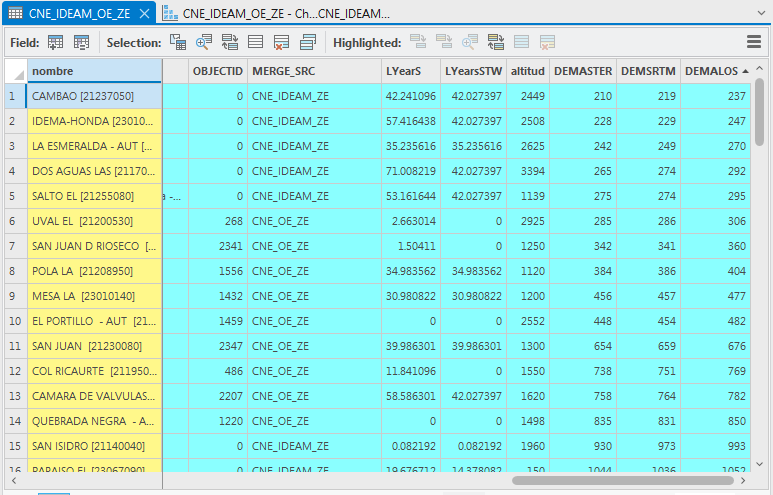 CNE_IDEAM_OE_ZE CNE_IDEAM_OE_ZE - Ch...CNE_IDEAM...
Field: Selection: Highlighted:
nombre OBJECTID MERGE_SRC LYearS LYearsSTW altitud DEMASTER DEMSRTM DEMALOS
1 CAMBAO [21237050] 0 CNE_IDEAM_ZE 42.241096 42.027397 2449 210 219 237
2 IDEMA-HONDA [23010... 0 CNE_IDEAM_ZE 57.416438 42.027397 2508 228 229 247
3 LA ESMERALDA - AUT [... 0 CNE_IDEAM_ZE 35.235616 35.235616 2625 242 249 270
4 DOS AGUAS LAS [21170... 0 CNE_IDEAM_ZE 71.008219 42.027397 3394 265 274 292
5 SALTO EL [21255080] -... 0 CNE_IDEAM_ZE 53.161644 42.027397 1139 275 274 295
6 UVAL EL [21200530] 268 CNE_OE_ZE 2.663014 0 2925 285 286 306
7 SAN JUAN D RIOSECO [... 2341 CNE_OE_ZE 1.50411 0 1250 342 341 360
8 POLA LA [21208950] 1556 CNE_OE_ZE 34.983562 34.983562 1120 384 386 404
9 MESA LA [23010140] 1432 CNE_OE_ZE 30.980822 30.980822 1200 456 457 477
10 EL PORTILLO - AUT [21... 1459 CNE_OE_ZE 0 0 2552 448 454 482
11 SAN JUAN [21230080] 2347 CNE_OE_ZE 39.986301 39.986301 1300 654 659 676
12 COL RICAURTE [211950... 486 CNE_OE_ZE 11.841096 0 1550 738 751 769
13 CAMARA DE VALVULAS... 2207 CNE_OE_ZE 58.586301 42.027397 1620 758 764 782
14 QUEBRADA NEGRA - A... 1220 CNE_OE_ZE 0 0 1498 835 831 850
15 SAN ISIDRO [21140040] 0 CNE_IDEAM_ZE 0.082192 0.082192 1960 930 973 993
16 PARAISO EL [23067090] 0 CNE_IDEAM_ZE 19.676712 14.378082 150 1044 1036 1052